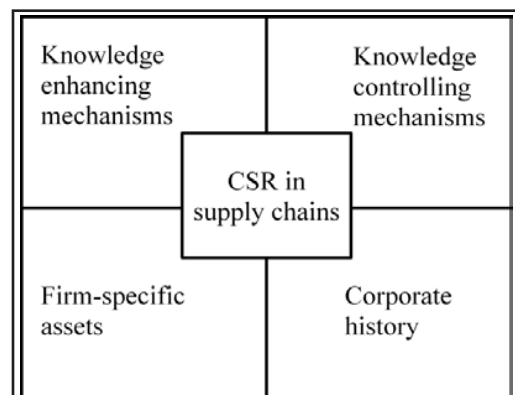 Knowledge
enhancing
mechanisms
Knowledge
controlling
mechanisms
CSR in
supply chains
Firm-specific
assets
Corporate
history